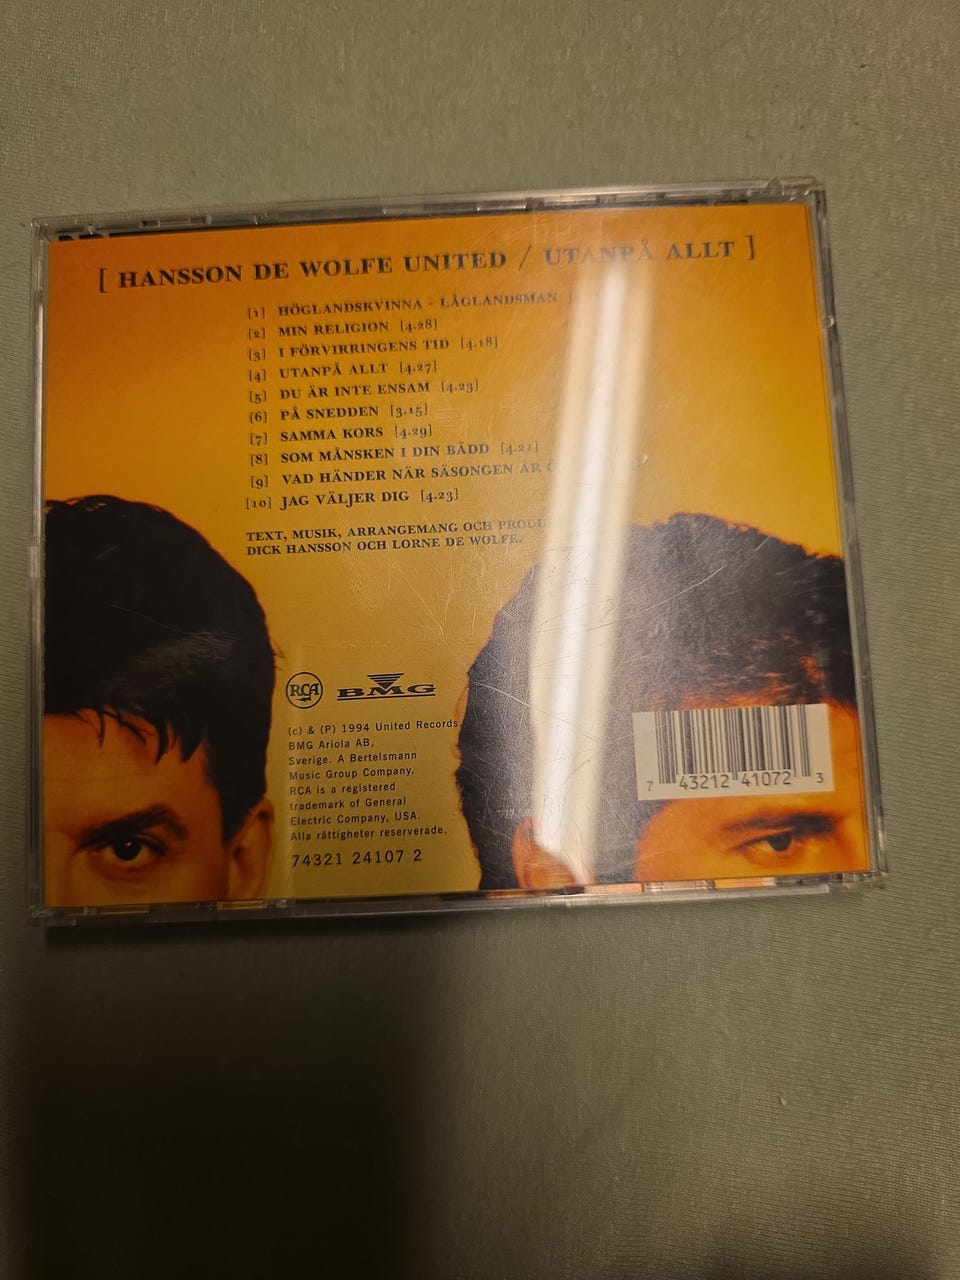 [ HANSSON DE WOLFE UNITED / UTANPÅ ALLT ]
[1] HÖGLANDSKVINNA - LÅGLANDSMAN
[2] MIN RELIGION [4.28]
[3] I FÖRVIRRINGENS TID [4.18]
[4] UTANPÅ ALLT [4.27]
[5] DU ÄR INTE ENSAM [4.23]
[6] PÅ SNEDDEN [3.15]
[7] SAMMA KORS [4.29]
[8] SOM MÅNSKEN I DIN BÄDD [4.21]
[9] VAD HÄNDER NÄR SÄSONGEN ÄR
[10] JAG VÄLJER DIG [4.23]
TEXT, MUSIK, ARRANGEMANG OCH
DICK HANSSON OCH LORNE DE WOLFE.
RCA BMG
(c) & (P) 1994 United Records,
BMG Ariola AB,
Sverige. A Bertelsmann
Music Group Company.
RCA is a registered
trademark of General
Electric Company, USA.
Alla rättigheter reserverade.
74321 24107 2
7 43212 41072 3